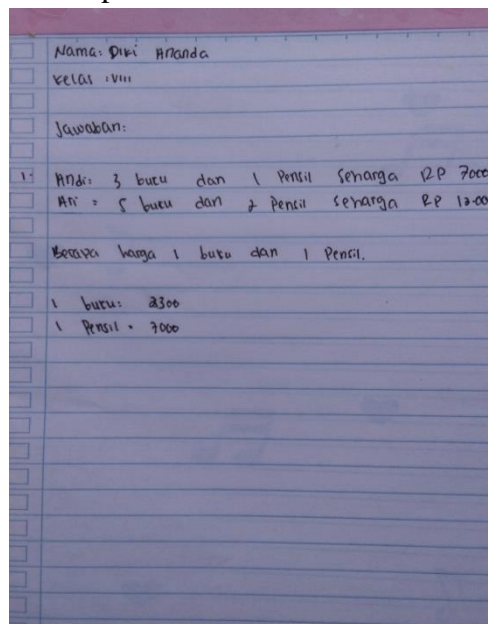 Nama: Diki Ananda
Kelas : VIII
Jawaban:
1. Andi: 3 buku dan 1 Pensil seharga RP 7000
Ari = 5 buku dan 2 Pensil seharga RP 12.00
Berapa harga 1 buku dan 1 Pensil.
1 buku: 2300
1 Pensil = 7000